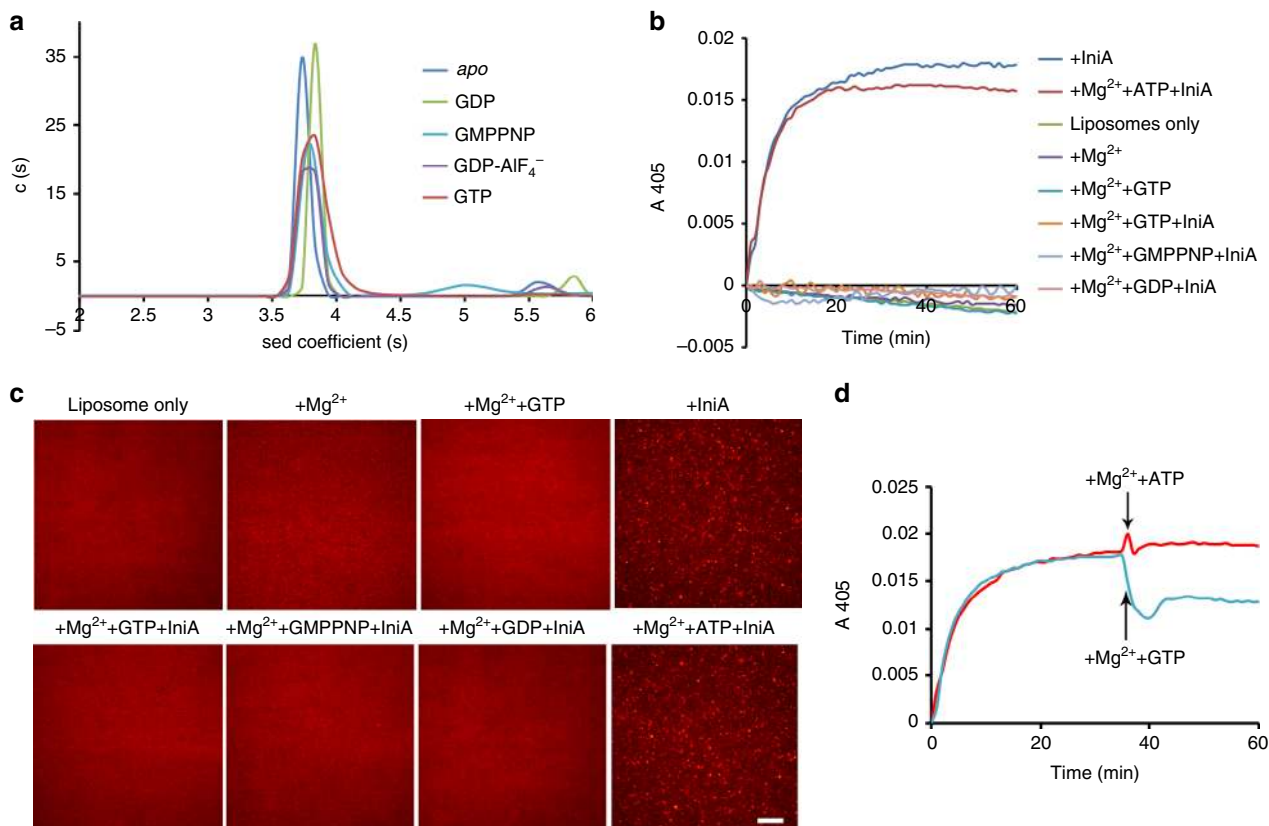 a
35
25
15
5
–5
c (s)
2
2.5
3
3.5
4
4.5
5
5.5
6
sed coefficient (s)
apo
GDP
GMPPNP
GDP-AlF₄⁻
GTP
b
0.02
0.015
0.01
0.005
0
–0.005
A 405
0
20
40
60
Time (min)
+IniA
+Mg²⁺+ATP+IniA
Liposomes only
+Mg²⁺
+Mg²⁺+GTP
+Mg²⁺+GTP+IniA
+Mg²⁺+GMPPNP+IniA
+Mg²⁺+GDP+IniA
c
Liposome only
+Mg²⁺
+Mg²⁺+GTP
+IniA
+Mg²⁺+GTP+IniA
+Mg²⁺+GMPPNP+IniA
+Mg²⁺+GDP+IniA
+Mg²⁺+ATP+IniA
d
0.025
0.02
0.015
0.01
0.005
0
A 405
+Mg²⁺+ATP
+Mg²⁺+GTP
0
20
40
60
Time (min)